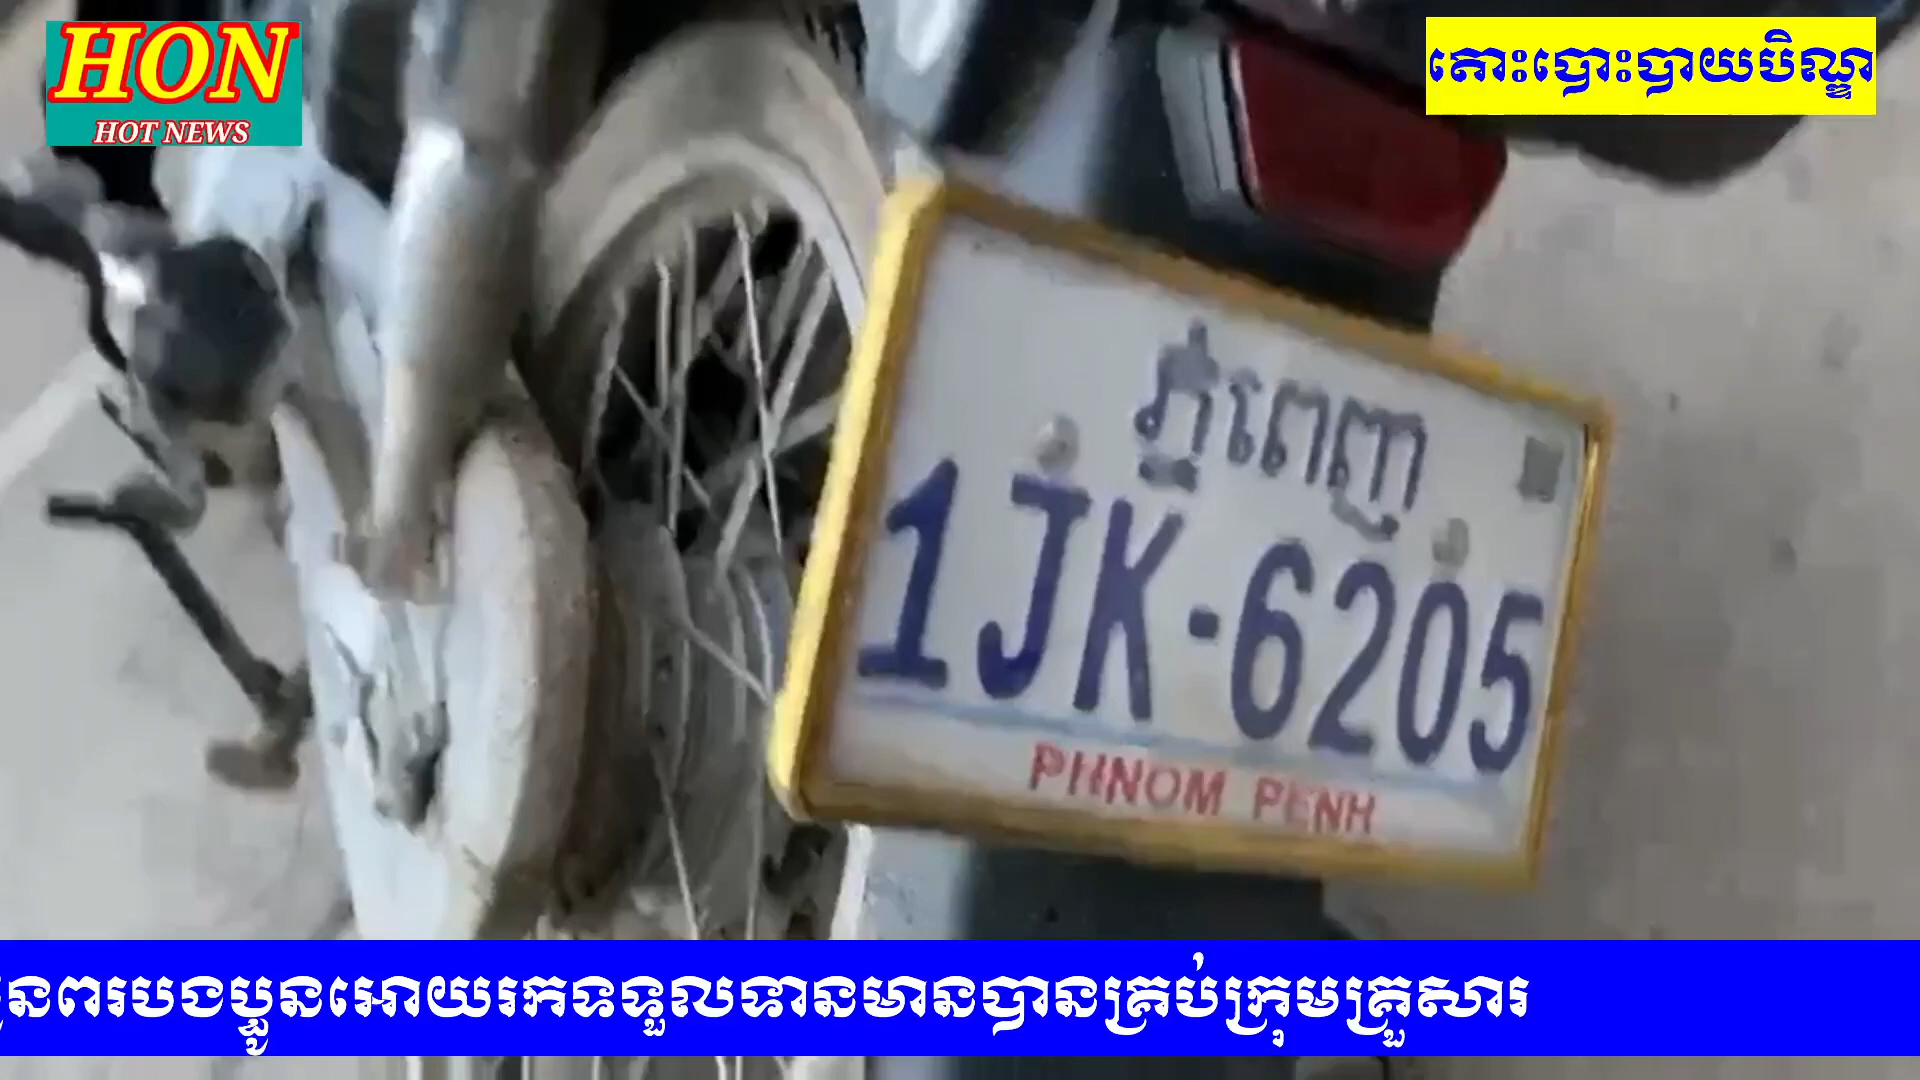 HON
HOT NEWS
តោះបោះបាយបិណ្ឌ
ភ្នំពេញ
1JK-6205
PHNOM PENH
ជូនពរបងប្អូនអោយរកទទួលទានមានបានគ្រប់ក្រុមគ្រួសារ